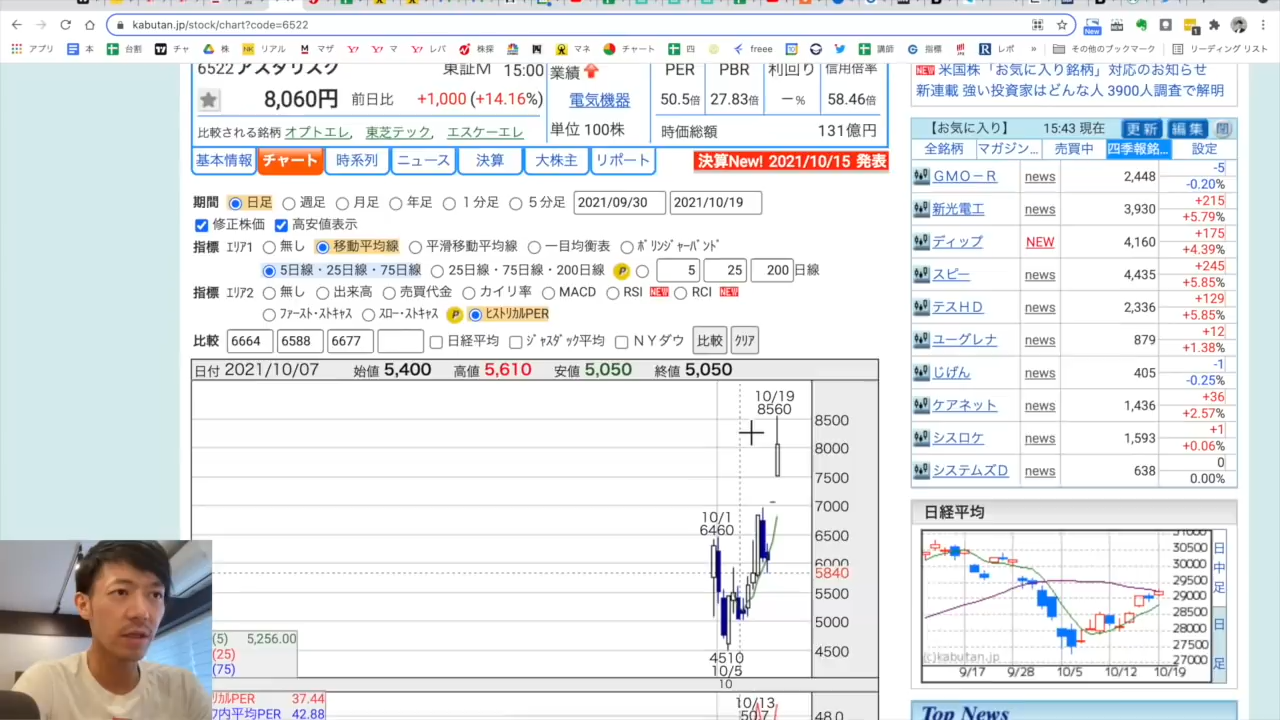 kabutan.jp/stock/chart?code=6522
アプリ 本 台割 チャ 株 リアル マザ レバ 株探 マネ チャート 四 freee 講師 指標 レポ » その他のブックマーク リーディング リスト
6522 アスタリスク 東証M 15:00
8,060円 前日比 +1,000 (+14.16%)
比較される銘柄 オプトエレ, 東芝テック, エスケーエレ
業績
電気機器
単位 100株
PER PBR 利回り 信用倍率
50.5倍 27.83倍 －% 58.46倍
時価総額 131億円
基本情報 チャート 時系列 ニュース 決算 大株主 リポート
決算New! 2021/10/15 発表
期間 日足 週足 月足 年足 1分足 5分足 2021/09/30 2021/10/19
修正株価 高安値表示
指標 エリア1 無し 移動平均線 平滑移動平均線 一目均衡表 ボリンジャーバンド
5日線・25日線・75日線 25日線・75日線・200日線 P 5 25 200 日線
指標 エリア2 無し 出来高 売買代金 カイリ率 MACD RSI NEW RCI NEW
ファースト・ストキャス スロー・ストキャス P ヒストリカルPER
比較 6664 6588 6677 日経平均 ジャスダック平均 NYダウ 比較 クリア
日付 2021/10/07 始値 5,400 高値 5,610 安値 5,050 終値 5,050
10/19
8560
8500
8000
7500
7000
10/1
6460
6500
6000
5840
5500
5000
4500
4510
10/5
10
(5) 5,256.00
(25)
(75)
リカルPER 37.44
内平均PER 42.88
10/13
50.7
48.0
NEW 米国株「お気に入り銘柄」対応のお知らせ
新連載 強い投資家はどんな人 3900人調査で解明
【お気に入り】 15:43 現在 更新 編集 閉
全銘柄 マガジン... 売買中 四季報銘... 設定
GMO－R news 2,448 -5 -0.20%
新光電工 news 3,930 +215 +5.79%
ディップ NEW 4,160 +175 +4.39%
スピー news 4,435 +245 +5.85%
テスHD news 2,336 +129 +5.85%
ユーグレナ news 879 +12 +1.38%
じげん news 405 -1 -0.25%
ケアネット news 1,436 +36 +2.57%
シスロケ news 1,593 +1 +0.06%
システムズD news 638 0 0.00%
日経平均
31000
30500
30000
29500
29000
28500
28000
27500
27000
日中足
日足
(c)kabutan.jp
9/17 9/28 10/5 10/12 10/19
Top News